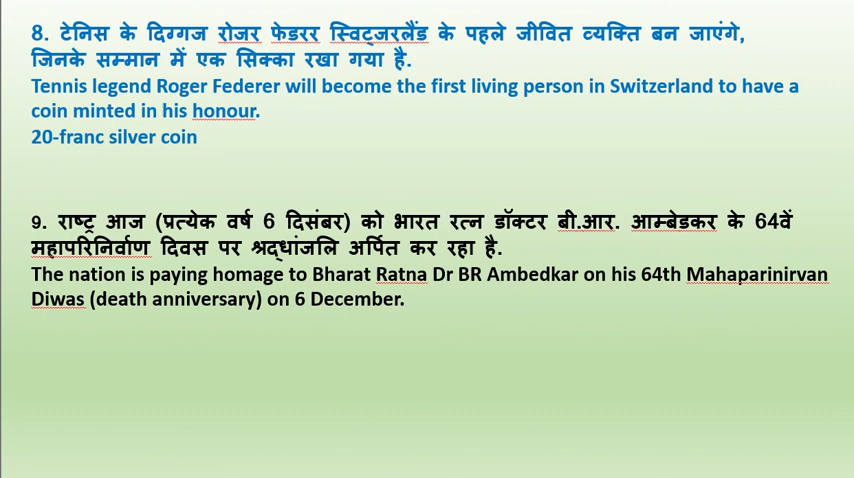 8. टेनिस के दिग्गज रोजर फेडरर स्विट्जरलैंड के पहले जीवित व्यक्ति बन जाएंगे,
जिनके सम्मान में एक सिक्का रखा गया है.
Tennis legend Roger Federer will become the first living person in Switzerland to have a
coin minted in his honour.
20-franc silver coin
9. राष्ट्र आज (प्रत्येक वर्ष 6 दिसंबर) को भारत रत्न डॉक्टर बी.आर. आम्बेडकर के 64वें
महापरिनिर्वाण दिवस पर श्रद्धांजलि अर्पित कर रहा है.
The nation is paying homage to Bharat Ratna Dr BR Ambedkar on his 64th Mahaparinirvan
Diwas (death anniversary) on 6 December.